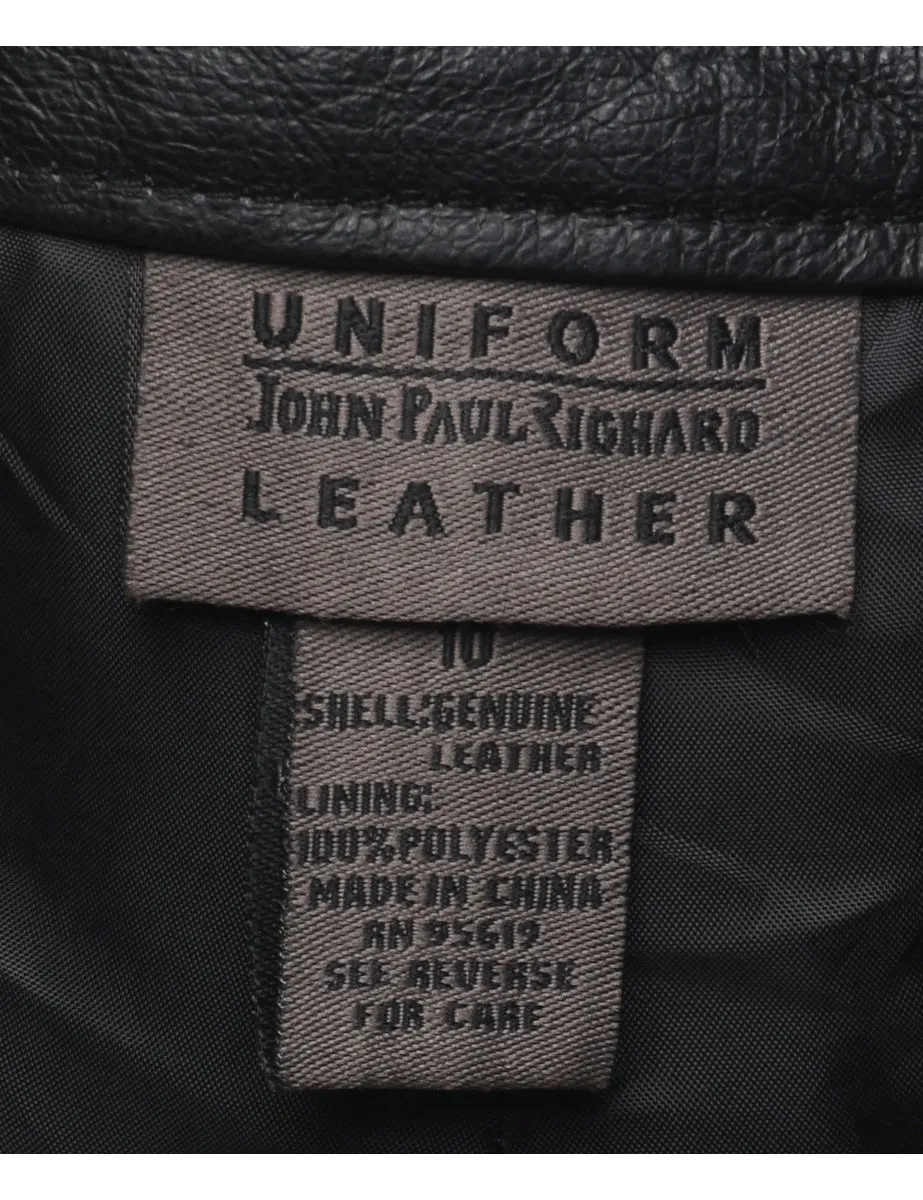 UNIFORM
JOHN PAUL RICHARD
LEATHER
10
SHELL:GENUINE
LEATHER
LINING:
100%POLYESTER
MADE IN CHINA
RN 95619
SEE REVERSE
FOR CARE